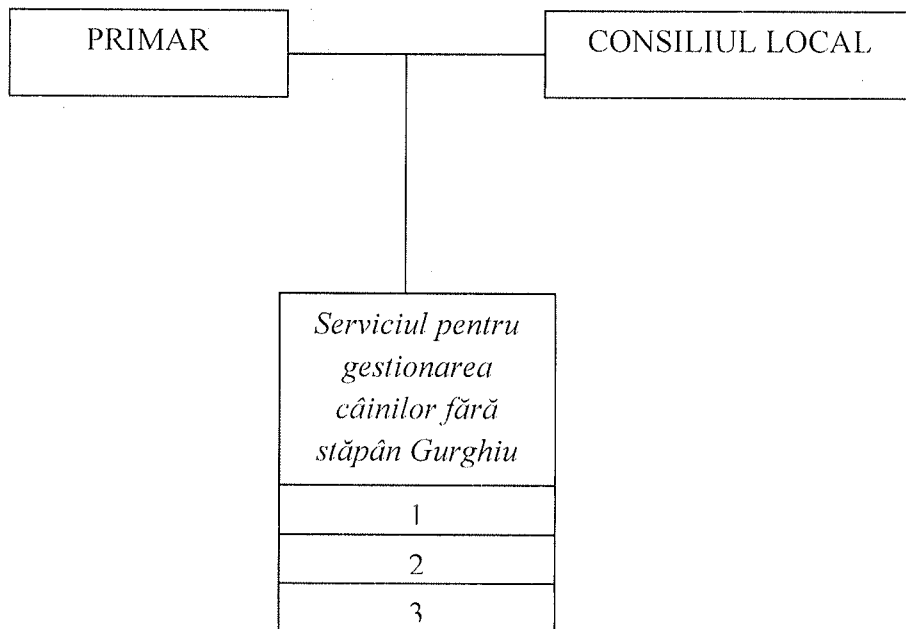 PRIMAR
CONSILIUL LOCAL
Serviciul pentru
gestionarea
câinilor fără
stăpân Gurghiu
1
2
3